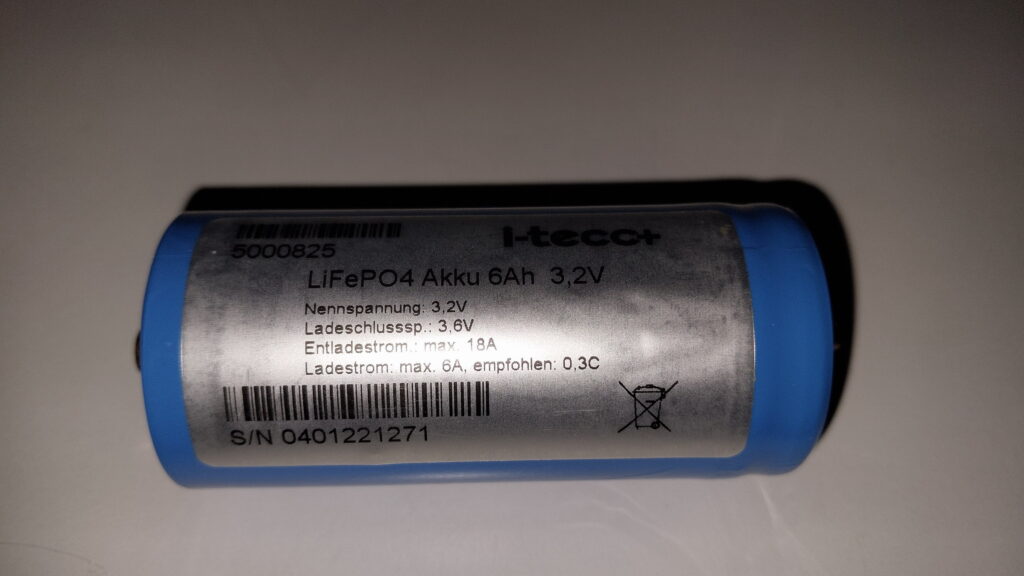 5000825
i-tecc+
LiFePO4 Akku 6Ah 3,2V
Nennspannung: 3,2V
Ladeschlusssp.: 3,6V
Entladestrom.: max. 18A
Ladestrom: max. 6A, empfohlen: 0,3C
S/N 0401221271